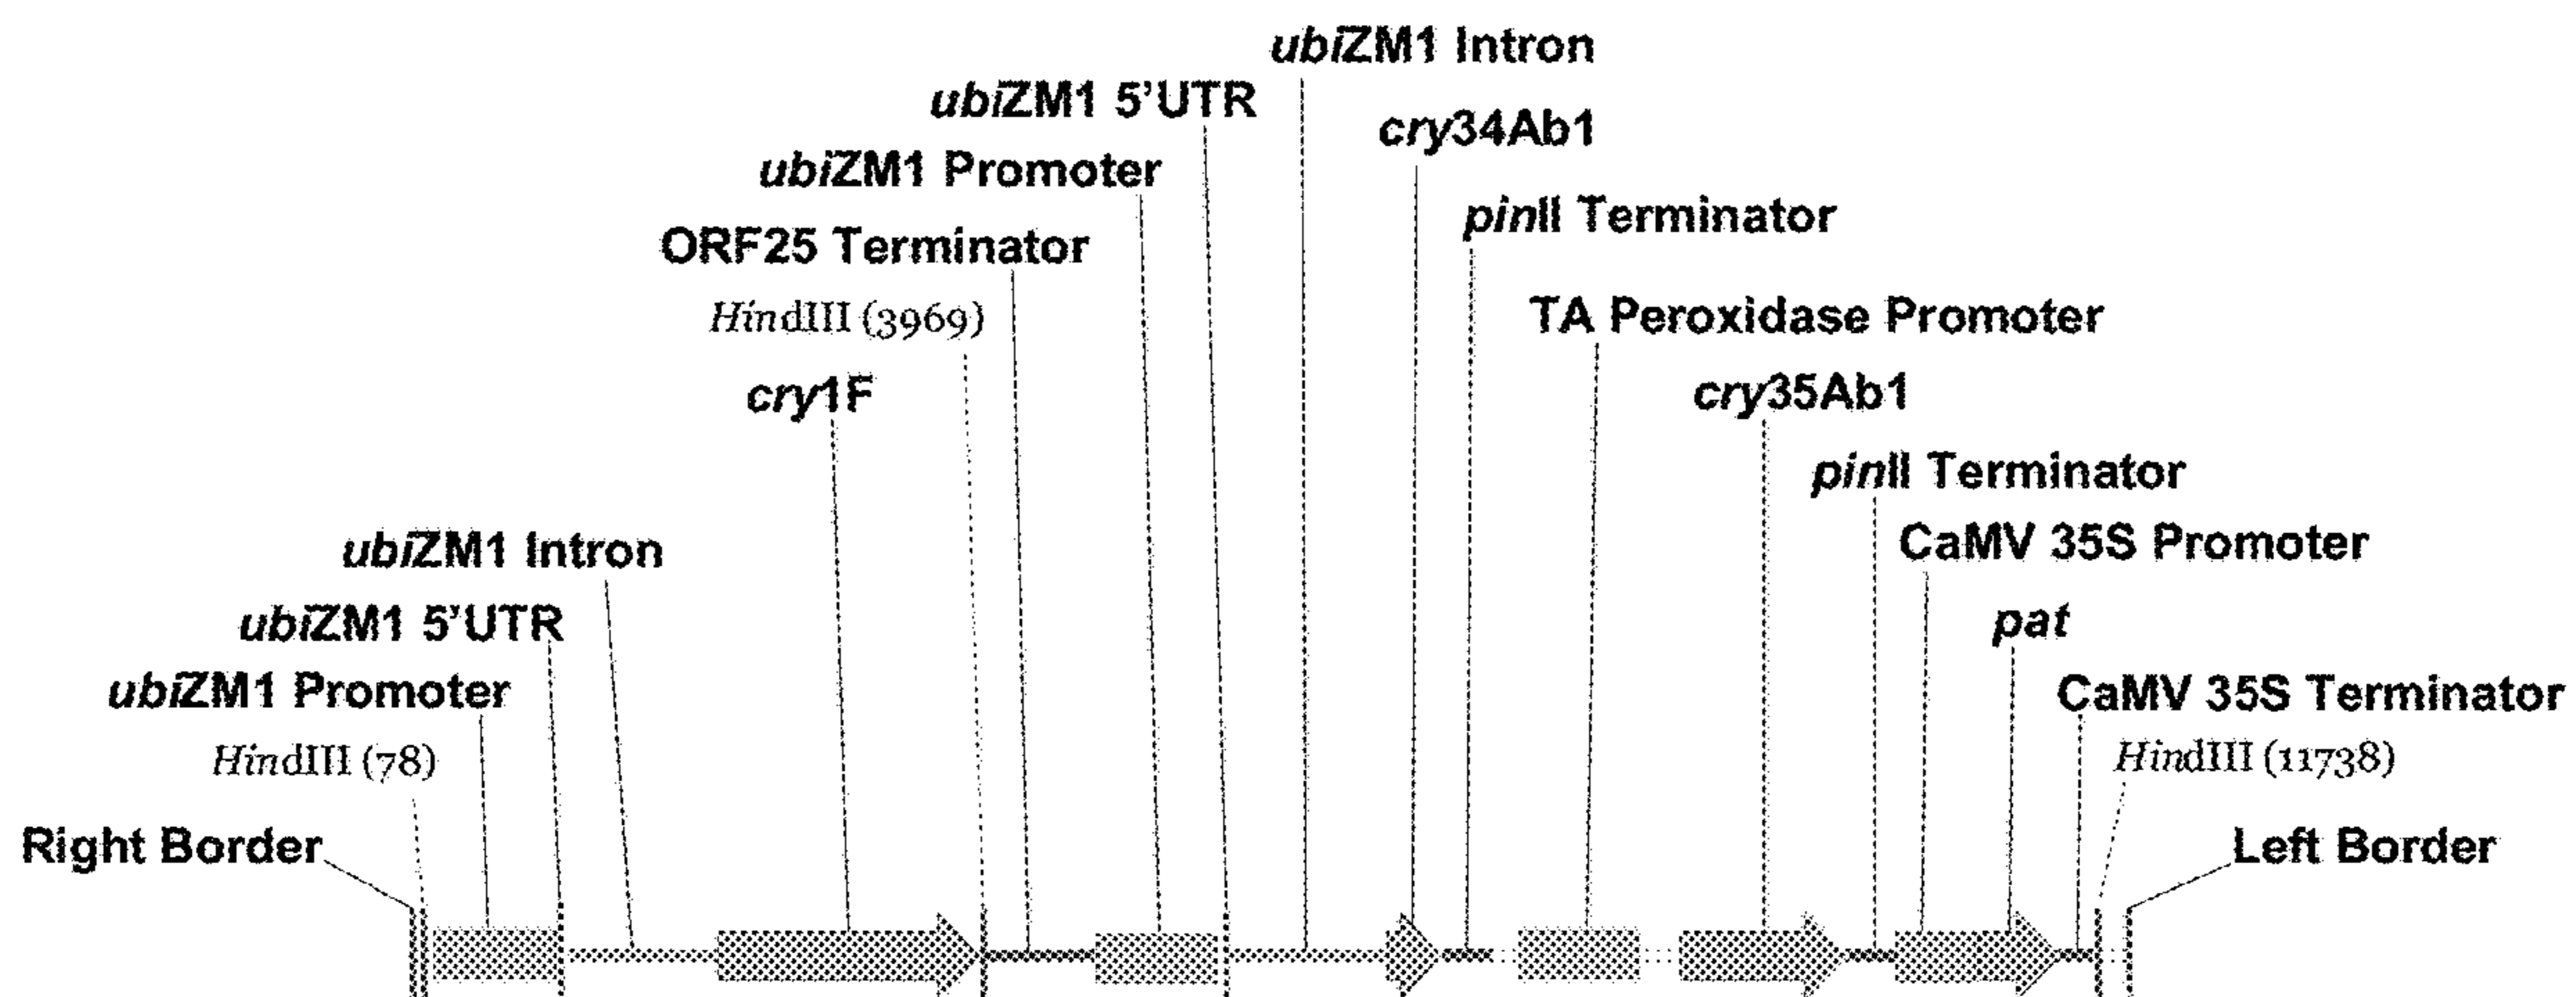 ubiZM1 Intron
ubiZM1 5'UTR
cry34Ab1
ubiZM1 Promoter
pinII Terminator
ORF25 Terminator
HindIII (3969)
TA Peroxidase Promoter
cry1F
cry35Ab1
pinII Terminator
ubiZM1 Intron
CaMV 35S Promoter
ubiZM1 5'UTR
pat
ubiZM1 Promoter
CaMV 35S Terminator
HindIII (78)
HindIII (11738)
Right Border
Left Border